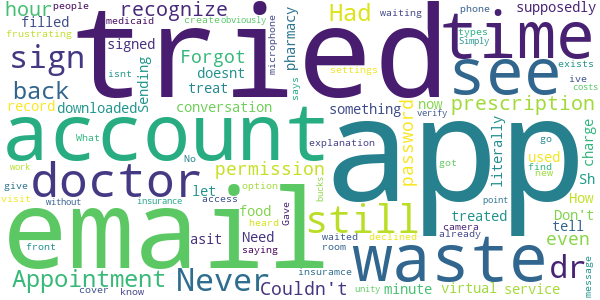 hour recognize Had supposedly
people medicaid create obviously filled tried time types
sign Forgot isnt signed doesnt treat pharmacy microphone says settings waiting phone see Simply exists ive costs
frustrating back downloaded Sending conversation something now prescription
record What explanation verify
account No permission password literally go used find new charge
work doctor let option bucks got How
give visit without insurance access food heard Gave still treated Don't Sh
email asit Need saying waited room declined camera already point tell even
front Never insuramce waste dr
Appointment Couldn't minute virtual service message
cover know unity
app